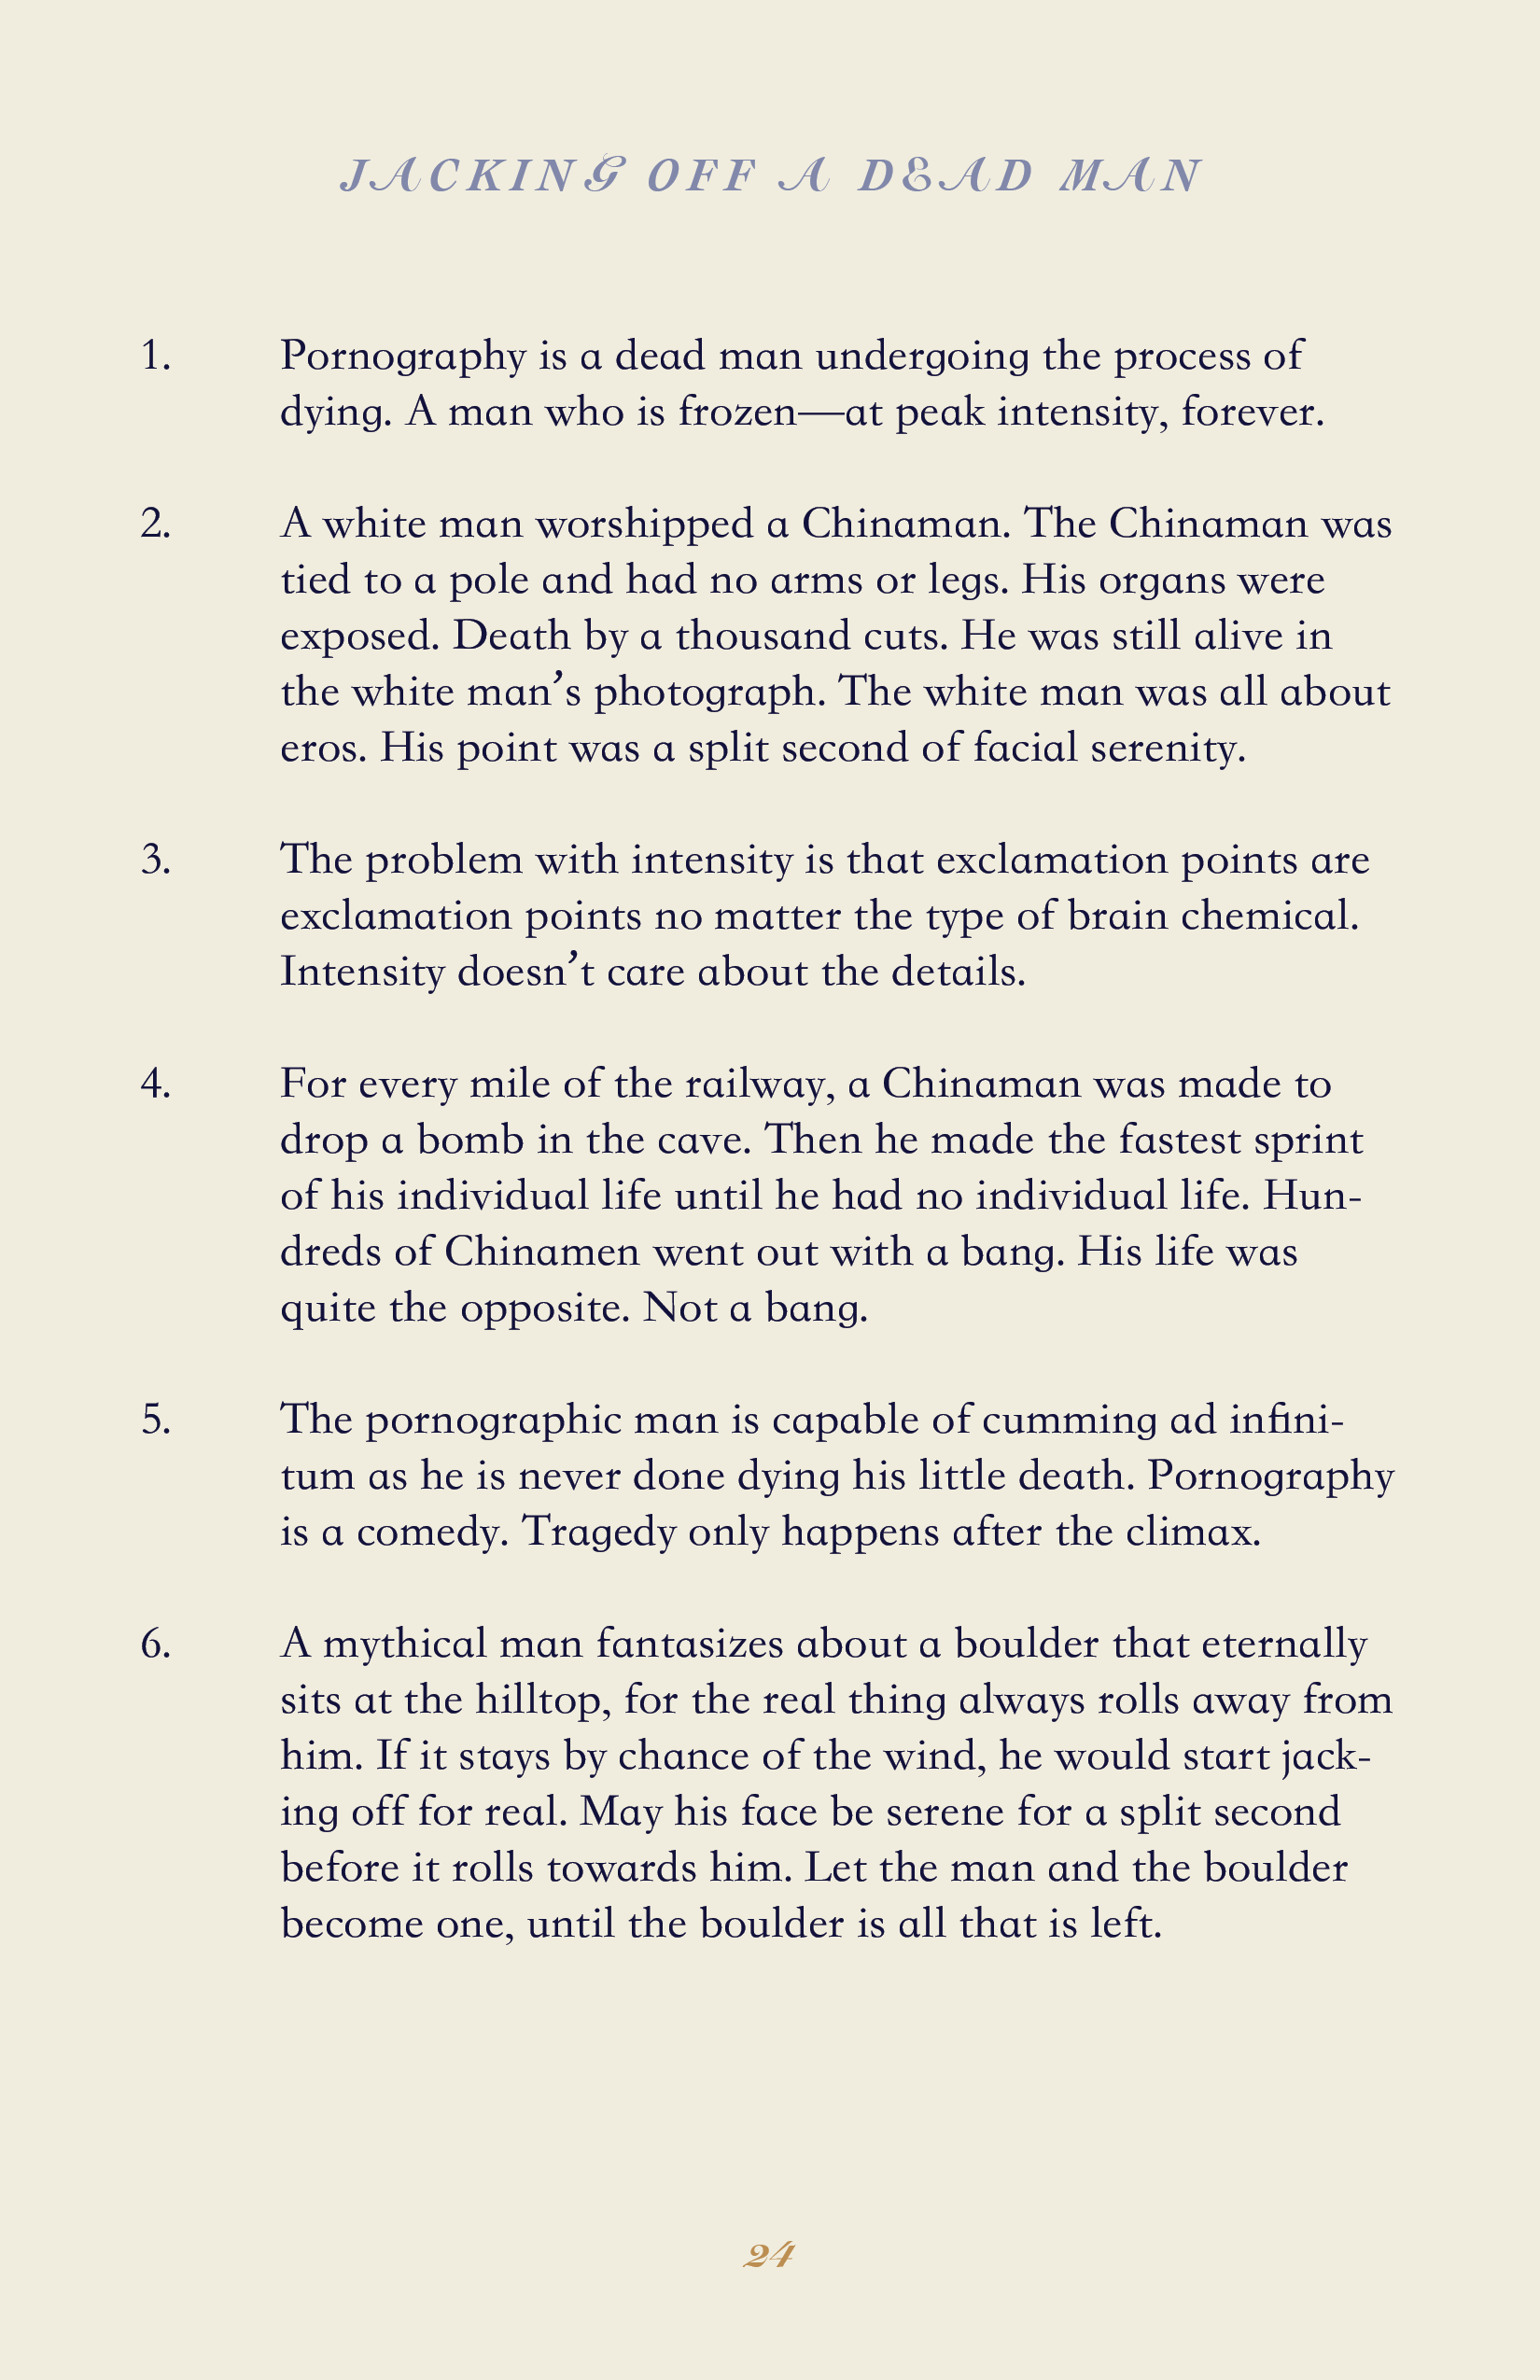 JACKING OFF A DEAD MAN
1. Pornography is a dead man undergoing the process of
dying. A man who is frozen—at peak intensity, forever.
2. A white man worshipped a Chinaman. The Chinaman was
tied to a pole and had no arms or legs. His organs were
exposed. Death by a thousand cuts. He was still alive in
the white man’s photograph. The white man was all about
eros. His point was a split second of facial serenity.
3. The problem with intensity is that exclamation points are
exclamation points no matter the type of brain chemical.
Intensity doesn’t care about the details.
4. For every mile of the railway, a Chinaman was made to
drop a bomb in the cave. Then he made the fastest sprint
of his individual life until he had no individual life. Hun-
dreds of Chinamen went out with a bang. His life was
quite the opposite. Not a bang.
5. The pornographic man is capable of cumming ad infini-
tum as he is never done dying his little death. Pornography
is a comedy. Tragedy only happens after the climax.
6. A mythical man fantasizes about a boulder that eternally
sits at the hilltop, for the real thing always rolls away from
him. If it stays by chance of the wind, he would start jack-
ing off for real. May his face be serene for a split second
before it rolls towards him. Let the man and the boulder
become one, until the boulder is all that is left.
24